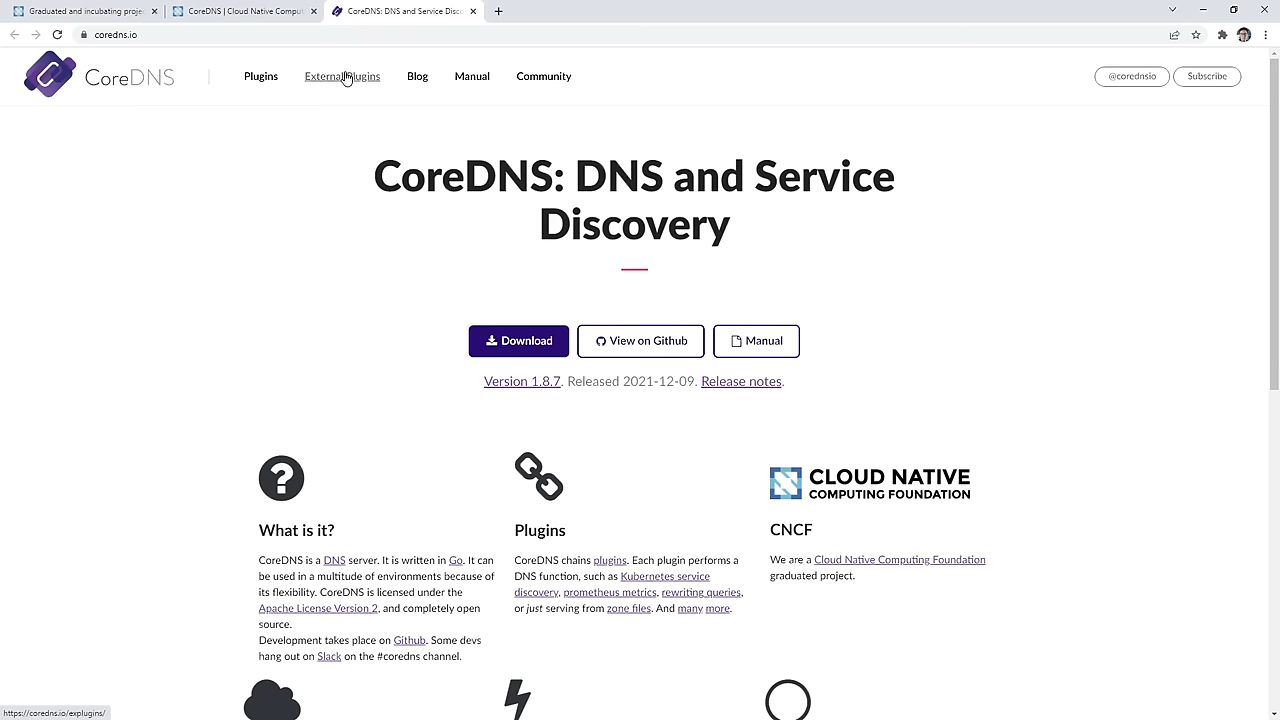 Graduated and incubating proje
CoreDNS | Cloud Native Comput
CoreDNS: DNS and Service Disc
coredns.io
CoreDNS
Plugins
External Plugins
Blog
Manual
Community
@corednsio
Subscribe
CoreDNS: DNS and Service
Discovery
Download
View on Github
Manual
Version 1.8.7. Released 2021-12-09. Release notes.
What is it?
CoreDNS is a DNS server. It is written in Go. It can
be used in a multitude of environments because of
its flexibility. CoreDNS is licensed under the
Apache License Version 2, and completely open
source.
Development takes place on Github. Some devs
hang out on Slack on the #coredns channel.
Plugins
CoreDNS chains plugins. Each plugin performs a
DNS function, such as Kubernetes service
discovery, prometheus metrics, rewriting queries,
or just serving from zone files. And many more.
CLOUD NATIVE
COMPUTING FOUNDATION
CNCF
We are a Cloud Native Computing Foundation
graduated project.
https://coredns.io/explugins/